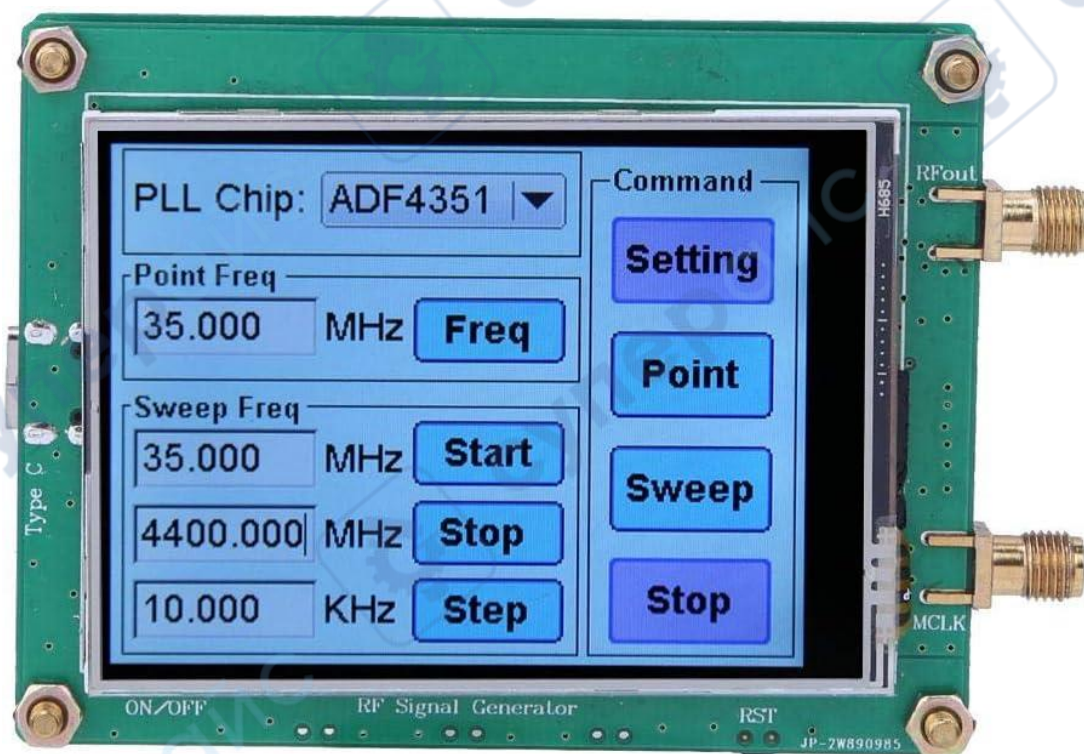 PLL Chip: ADF4351
Point Freq
35.000 MHz Freq
Sweep Freq
35.000 MHz Start
4400.000 MHz Stop
10.000 KHz Step
Command
Setting
Point
Sweep
Stop
RFout
H685
MCLK
Type C
ON/OFF
RF Signal Generator
RST
JP-2W890985